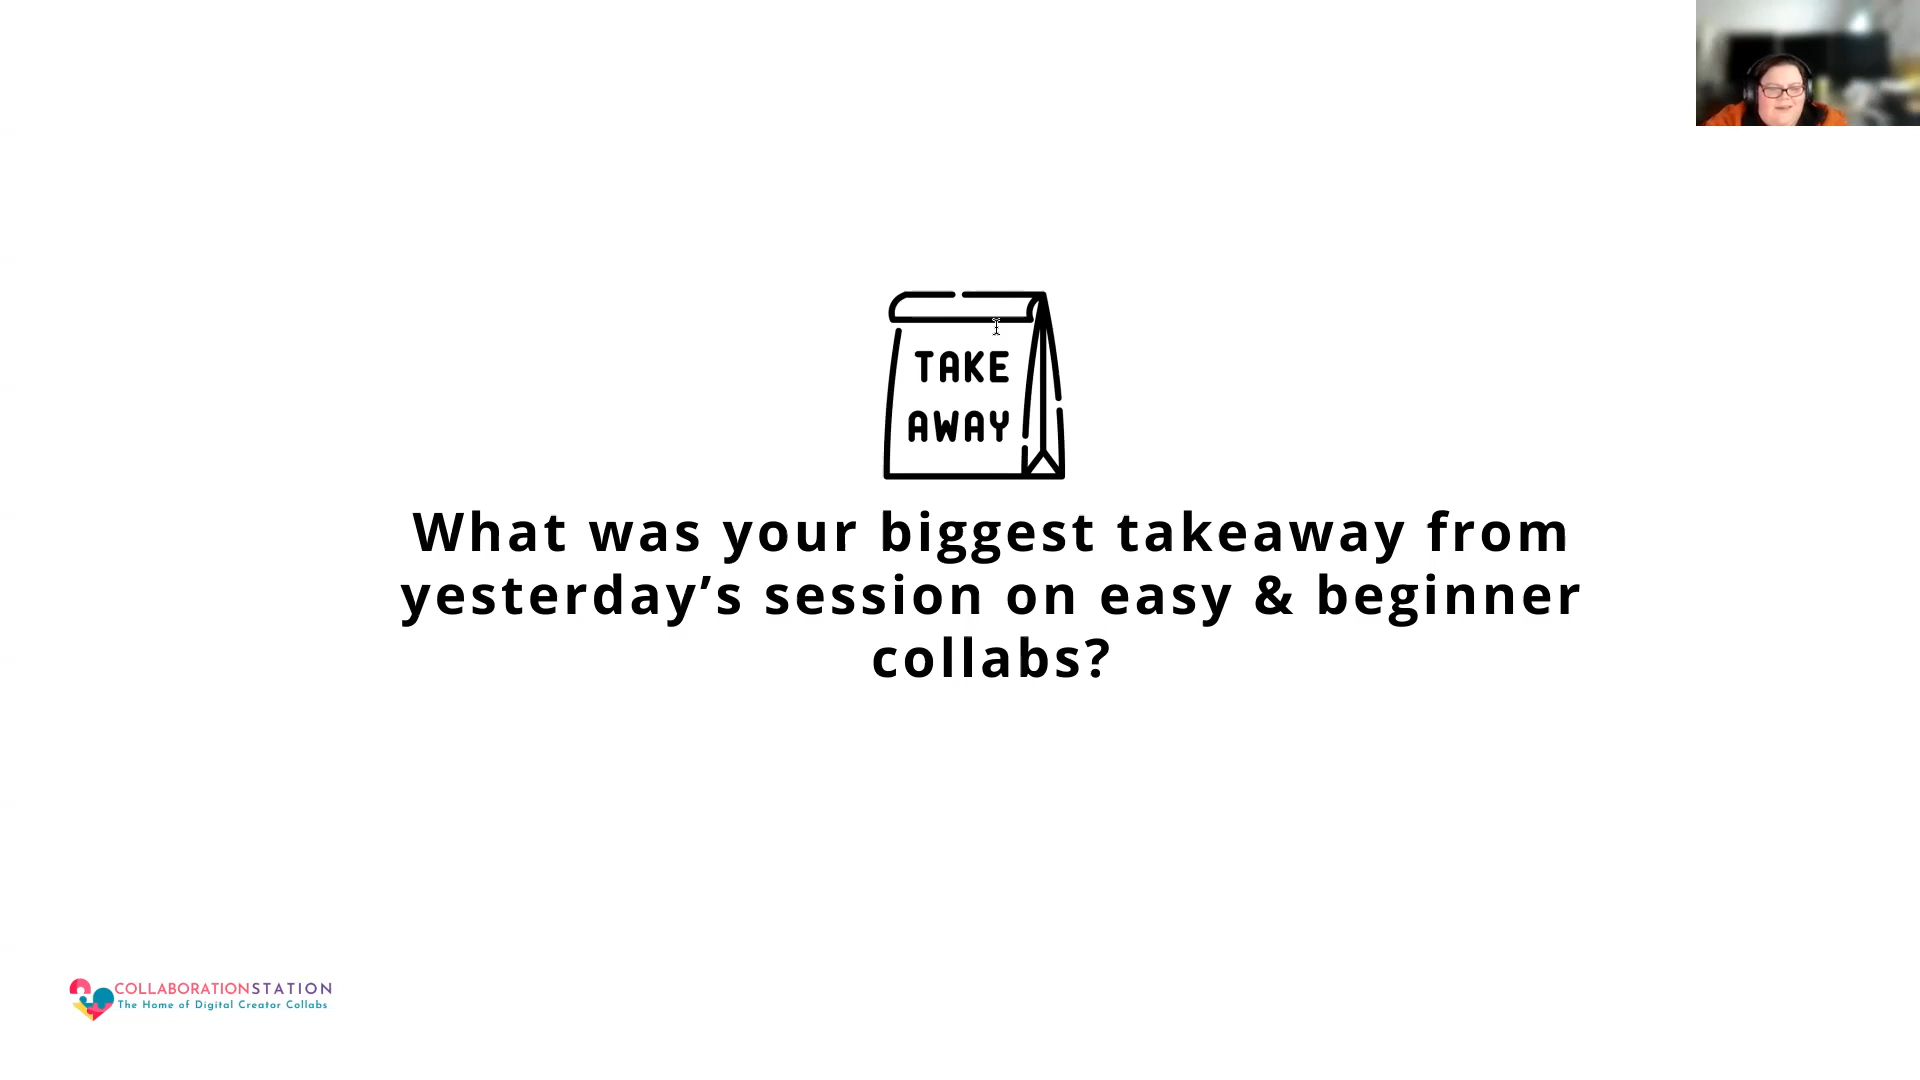 TAKE
AWAY
What was your biggest takeaway from
yesterday’s session on easy & beginner
collabs?
COLLABORATIONSTATION
The Home of Digital Creator Collabs